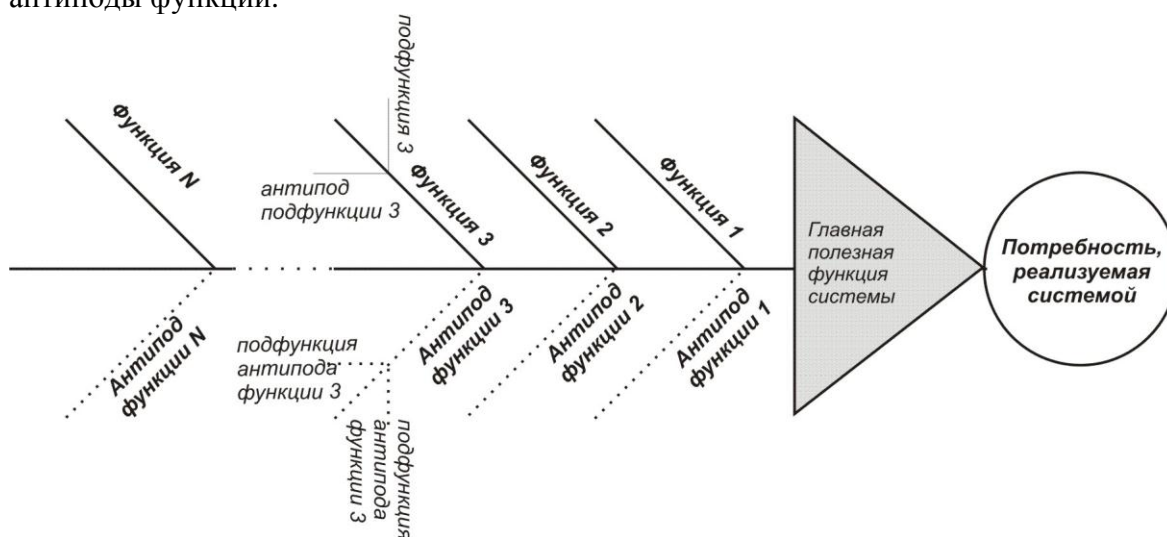 антиподы функции.
подфункция 3
Функция N
антипод
подфункции 3
Функция 3
Функция 2
Функция 1
Главная
полезная
функция
системы
Потребность,
реализуемая
системой
Антипод
функции N
подфункция
антипода
функции 3
Антипод
функции 3
Антипод
функции 2
Антипод
функции 1
подфункция
антипода
функции 3